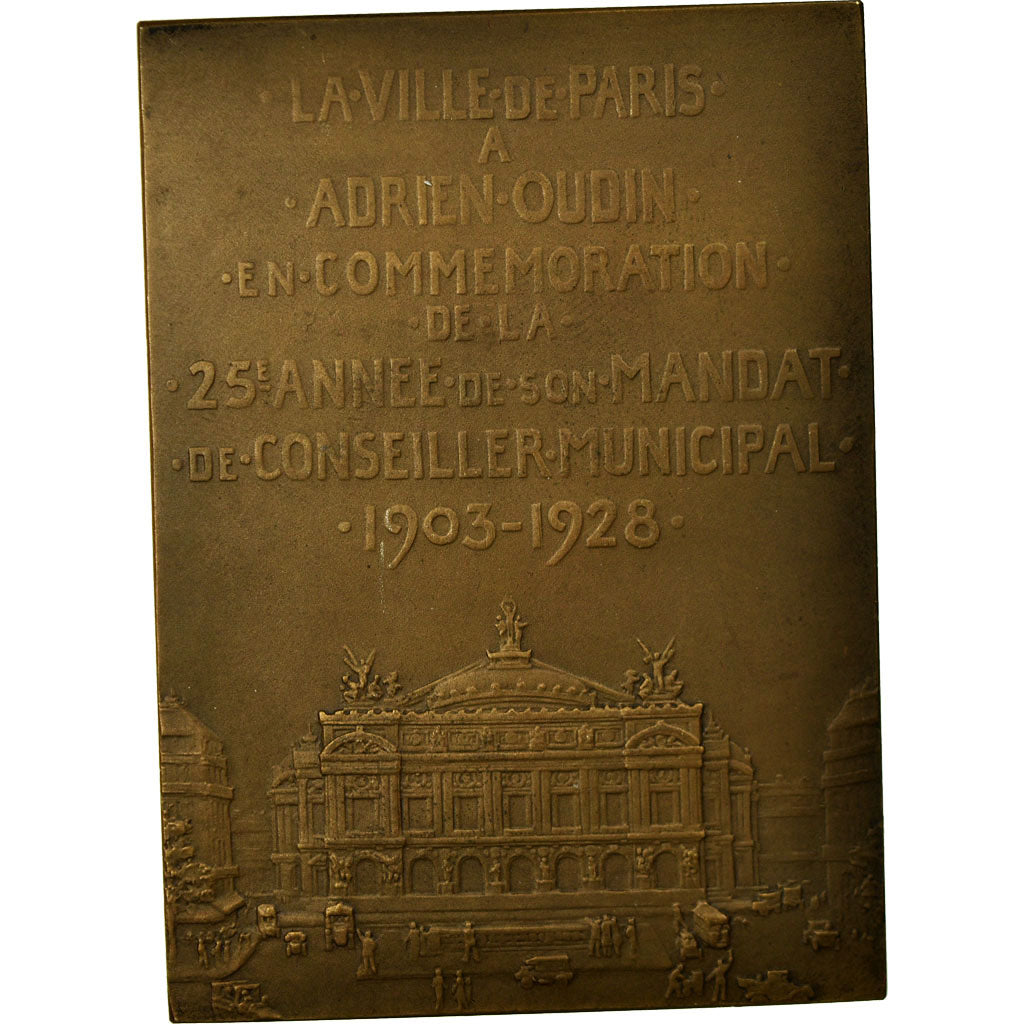 · LA·VILLE·DE·PARIS·
A
· ADRIEN·OUDIN ·
·EN·COMMEMORATION·
·DE·LA·
·25E ANNEE·DE·SON·MANDAT·
·DE·CONSEILLER·MUNICIPAL·
·1903-1928·